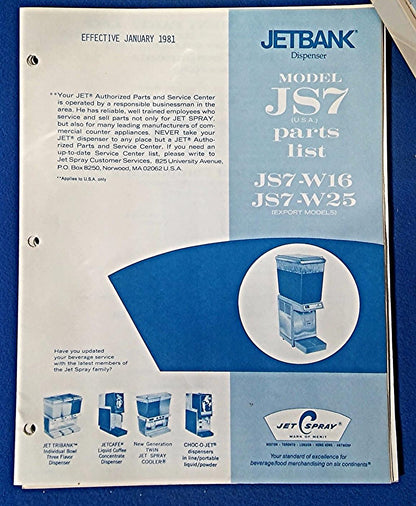 EFFECTIVE JANUARY 1981
JETBANK®
Dispenser
MODEL
JS7
(U.S.A.)
parts
list
JS7-W16
JS7-W25
(EXPORT MODELS)
**Your JET® Authorized Parts and Service Center
is operated by a responsible businessman in the
area. He has reliable, well trained employees who
service and sell parts not only for JET SPRAY,
but also for many leading manufacturers of com-
mercial counter appliances. NEVER take your
JET® dispenser to any place but a JET® Autho-
rized Parts and Service Center. If you need an
up-to-date Service Center list, please write to
Jet Spray Customer Services, 825 University Avenue,
P.O. Box 8250, Norwood, MA 02062 U.S.A.
**Applies to U.S.A. only
Have you updated
your beverage service
with the latest members of
the Jet Spray family?
JET TRIBANK™
Individual Bowl
Three Flavor
Dispenser
JETCAFE®
Liquid Coffee
Concentrate
Dispenser
New Generation
TWIN
JET SPRAY
COOLER®
CHOC-O-JET®
dispensers
in line/portable
liquid/powder
JET SPRAY®
MARK OF MERIT
BOSTON · TORONTO · LONDON · HONG KONG · ANTWERP
Your standard of excellence for
beverage/food merchandising on six continents®